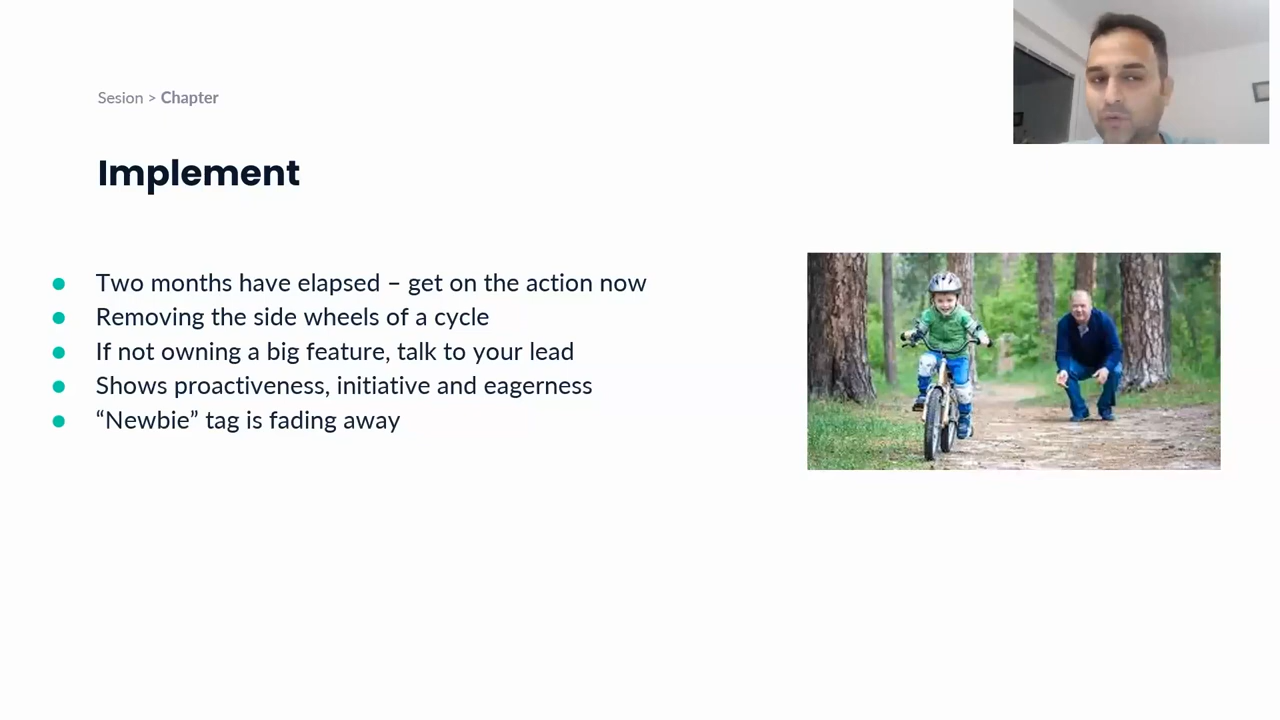 Sesion > Chapter
Implement
Two months have elapsed – get on the action now
Removing the side wheels of a cycle
If not owning a big feature, talk to your lead
Shows proactiveness, initiative and eagerness
“Newbie” tag is fading away